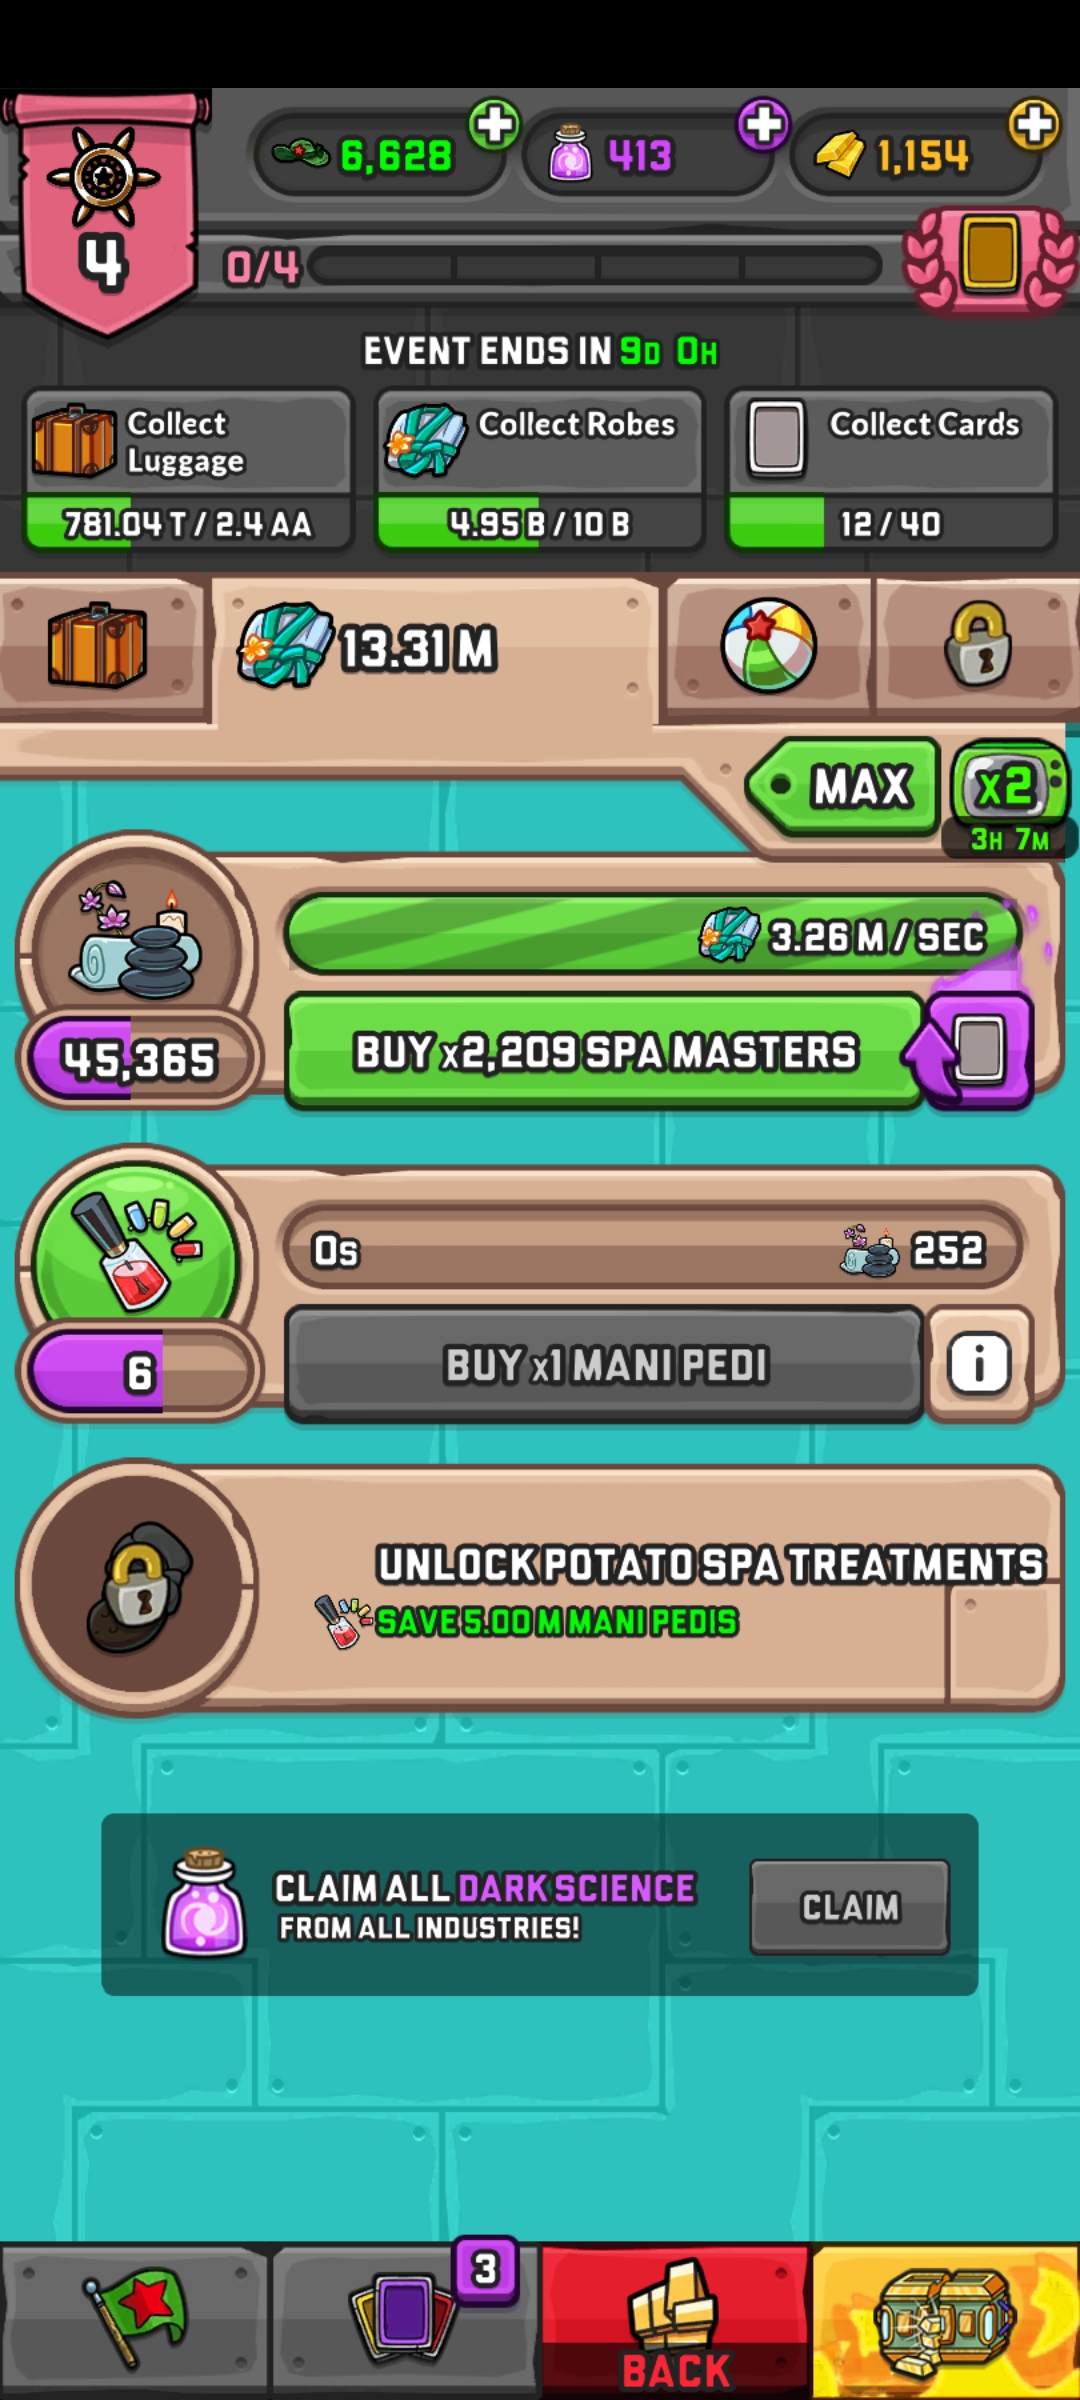 6,628
413
1,154
4
0/4
EVENT ENDS IN 9D 0H
Collect
Luggage
Collect Robes
Collect Cards
781.04 T / 2.4 AA
4.95 B / 10 B
12 / 40
13.31 M
MAX
x2
3H 7M
3.26 M / SEC
45,365
BUY x2,209 SPA MASTERS
0s
252
6
BUY x1 MANI PEDI
i
UNLOCK POTATO SPA TREATMENTS
SAVE 5.00 M MANI PEDIS
CLAIM ALL DARK SCIENCE
FROM ALL INDUSTRIES!
CLAIM
3
BACK